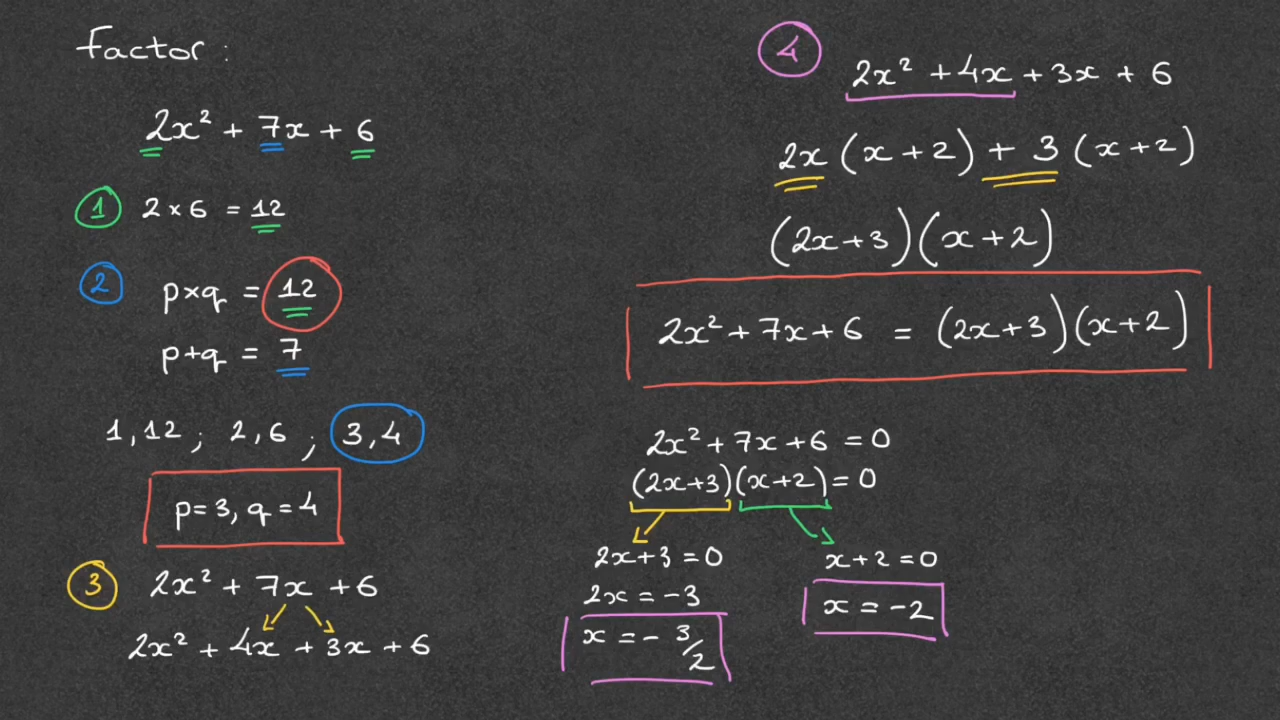 Factor :
2x² + 7x + 6
1 2 × 6 = 12
2 p×q = 12
p+q = 7
1,12 ; 2,6 ; 3,4
p=3, q=4
3 2x² + 7x + 6
2x² + 4x + 3x + 6
4 2x² + 4x + 3x + 6
2x (x+2) + 3 (x+2)
(2x+3)(x+2)
2x² + 7x + 6 = (2x+3)(x+2)
2x² + 7x + 6 = 0
(2x+3)(x+2) = 0
2x+3 = 0
2x = -3
x = - 3/2
x+2 = 0
x = -2